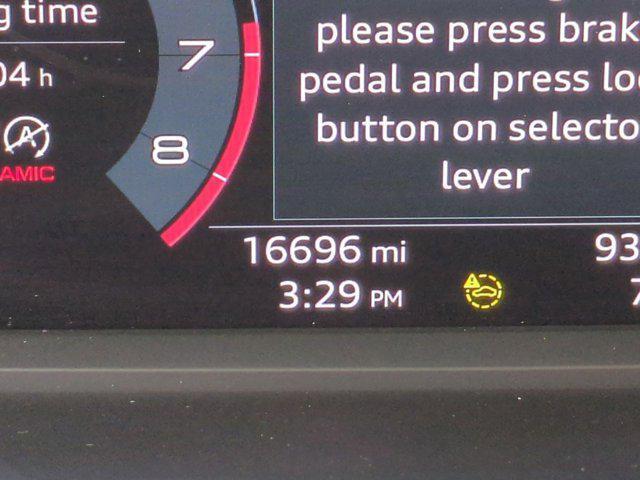 g time
04 h
7
8
A
AMIC
please press brak
pedal and press loc
button on selecto
lever
16696 mi
93
3:29 PM
7